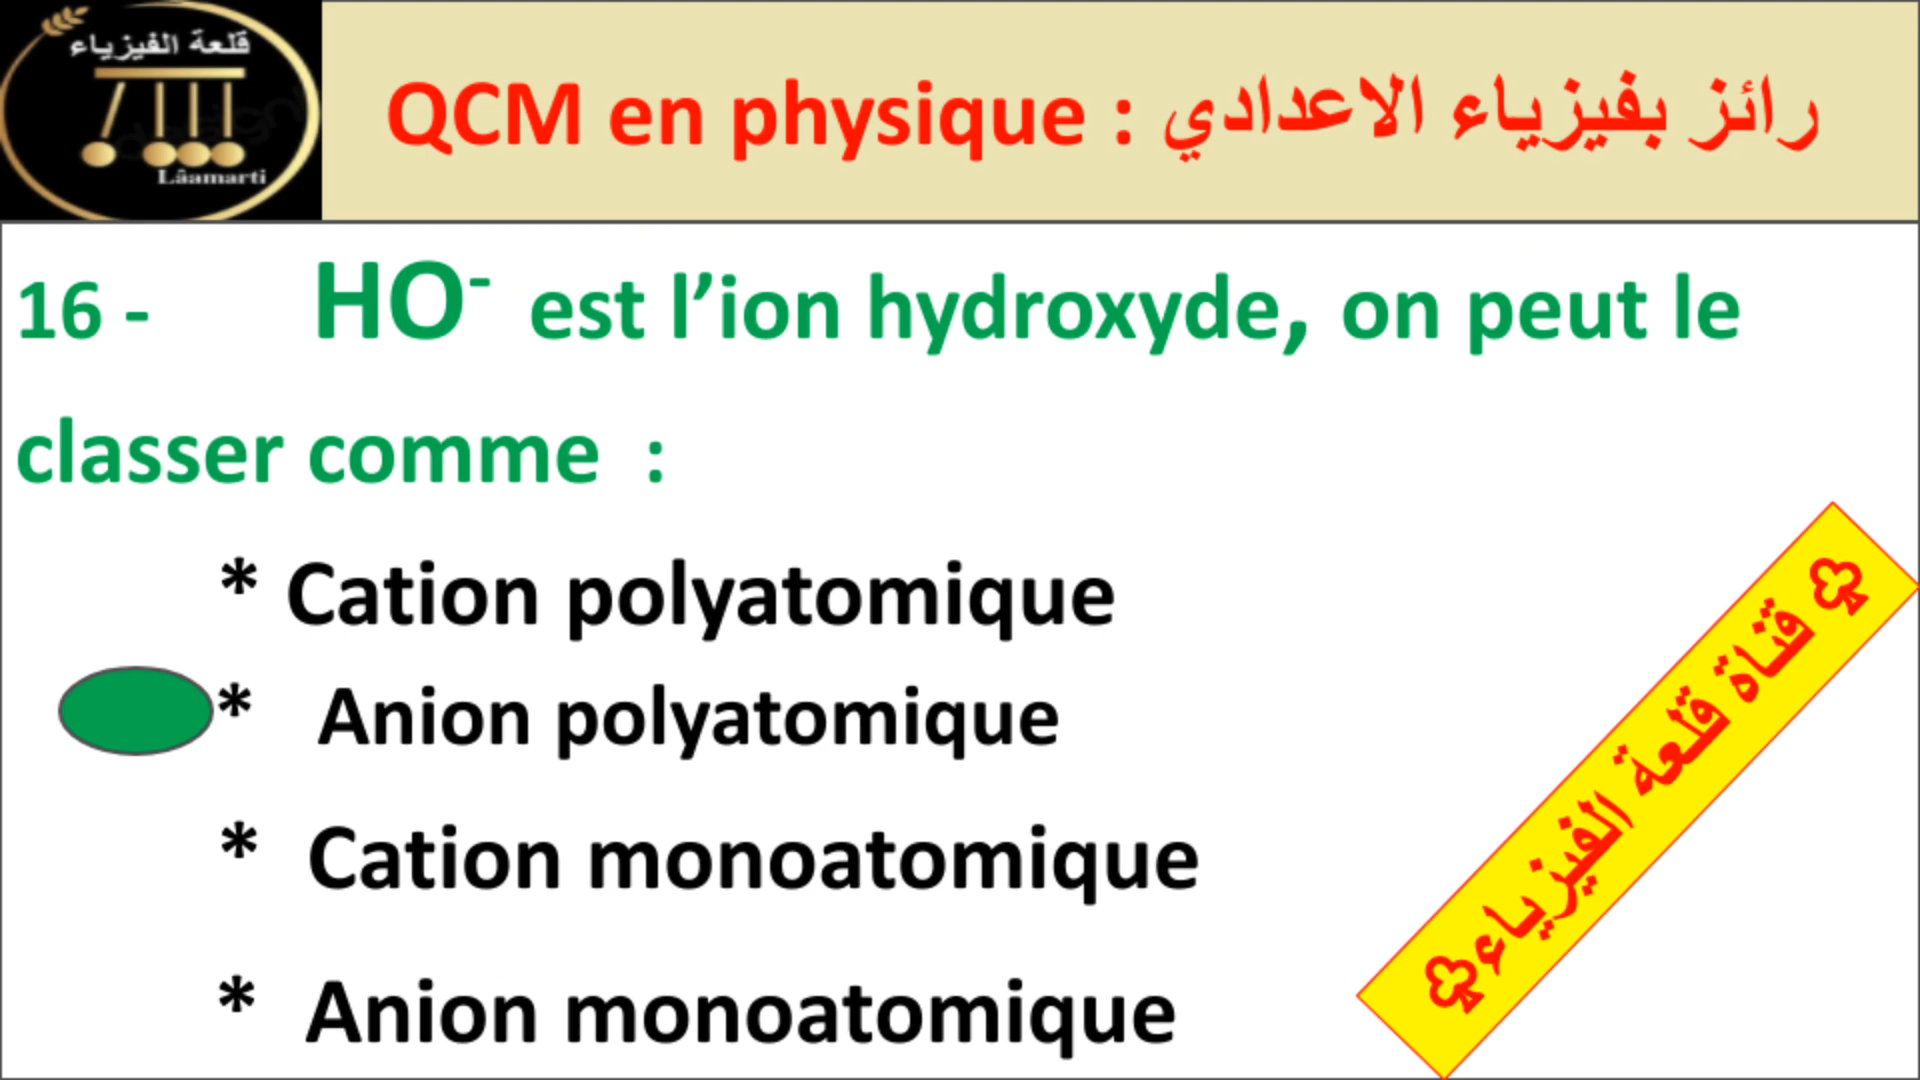 قلعة الفيزياء
Lâamarti
QCM en physique : رائز بفيزياء الاعدادي
16 - HO⁻ est l’ion hydroxyde, on peut le
classer comme :
* Cation polyatomique
* Anion polyatomique
* Cation monoatomique
* Anion monoatomique
قناة قلعة الفيزياء